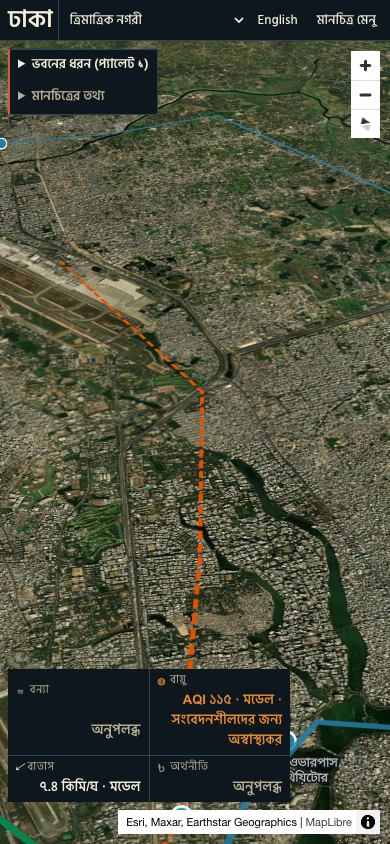 ঢাকা ত্রিমাত্রিক নগরী English মানচিত্র মেনু
▶ ভবনের ধরন (প্যালেট ১)
▶ মানচিত্রের তথ্য
≈ বন্যা
অনুপলব্ধ
◍ বায়ু
AQI ১১৫ · মডেল ·
সংবেদনশীলদের জন্য
অস্বাস্থ্যকর
↙ বাতাস
৭.৪ কিমি/ঘ · মডেল
৳ অর্থনীতি
অনুপলব্ধ
ওভারপাস
Esri, Maxar, Earthstar Geographics | MapLibre